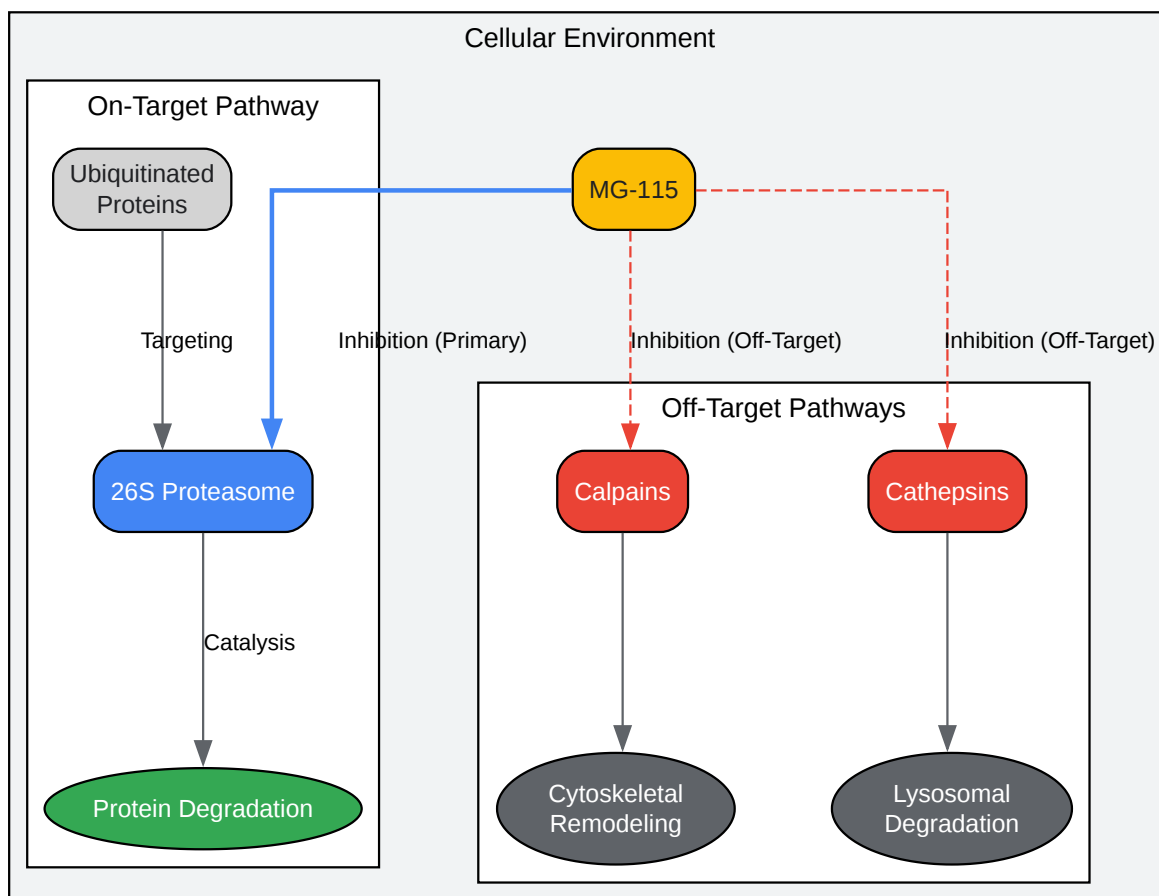 Cellular Environment
On-Target Pathway
Ubiquitinated
Proteins
MG-115
Targeting
Inhibition (Primary)
Inhibition (Off-Target)
Inhibition (Off-Target)
Off-Target Pathways
26S Proteasome
Calpains
Cathepsins
Catalysis
Protein Degradation
Cytoskeletal
Remodeling
Lysosomal
Degradation